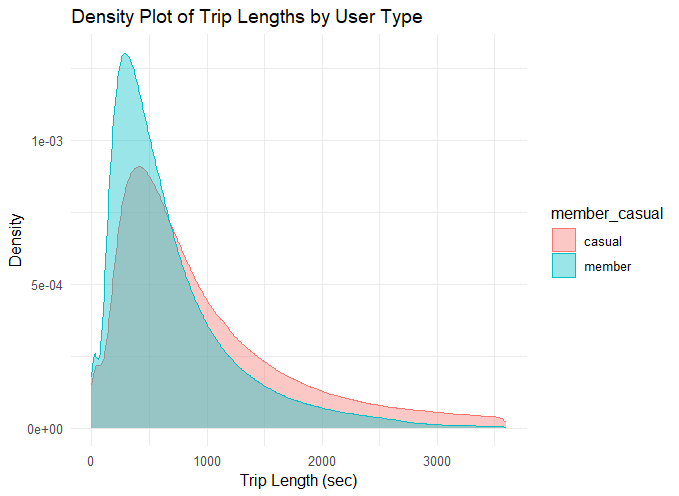 Density Plot of Trip Lengths by User Type
Density
1e-03
5e-04
0e+00
0
1000
2000
3000
Trip Length (sec)
member_casual
casual
member